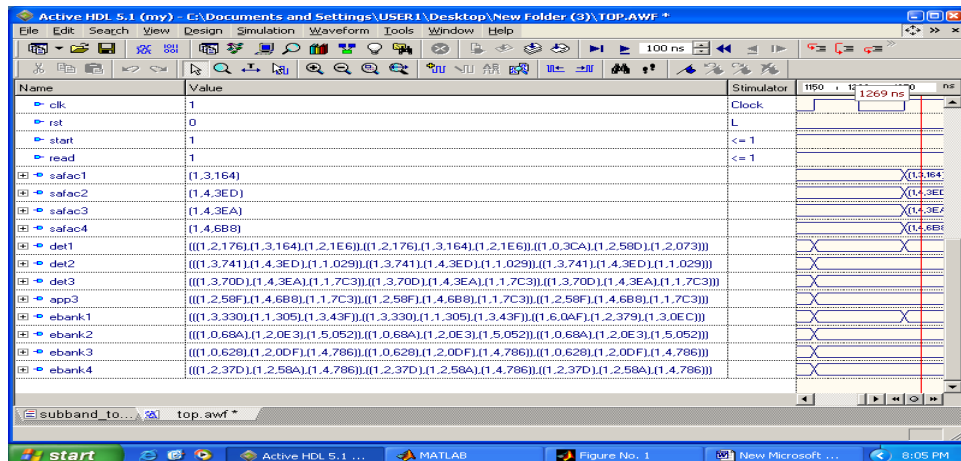 Active HDL 5.1 (my) - C:\Documents and Settings\USER1\Desktop\New Folder (3)\TOP.AWF *
File Edit Search View Design Simulation Waveform Tools Window Help
100 ns
Name Value Stimulator 1150 ns
1269 ns
clk 1 Clock
rst 0 L
start 1 <= 1
read 1 <= 1
safac1 (1,3,164) (1,3,164
safac2 (1,4,3ED) (1,4,3ED
safac3 (1,4,3EA) (1,4,3EA
safac4 (1,4,6B8) (1,4,6B8
det1 (((1,2,176),(1,3,164),(1,2,1E6)),((1,2,176),(1,3,164),(1,2,1E6)),((1,0,3CA),(1,2,58D),(1,2,073)))
det2 (((1,3,741),(1,4,3ED),(1,1,029)),((1,3,741),(1,4,3ED),(1,1,029)),((1,3,741),(1,4,3ED),(1,1,029)))
det3 (((1,3,70D),(1,4,3EA),(1,1,7C3)),((1,3,70D),(1,4,3EA),(1,1,7C3)),((1,3,70D),(1,4,3EA),(1,1,7C3)))
app3 (((1,2,58F),(1,4,6B8),(1,1,7C3)),((1,2,58F),(1,4,6B8),(1,1,7C3)),((1,2,58F),(1,4,6B8),(1,1,7C3)))
ebank1 (((1,3,330),(1,1,305),(1,3,43F)),((1,3,330),(1,1,305),(1,3,43F)),((1,6,0AF),(1,2,379),(1,3,0EC)))
ebank2 (((1,0,68A),(1,2,0E3),(1,5,052)),((1,0,68A),(1,2,0E3),(1,5,052)),((1,0,68A),(1,2,0E3),(1,5,052)))
ebank3 (((1,0,628),(1,2,0DF),(1,4,786)),((1,0,628),(1,2,0DF),(1,4,786)),((1,0,628),(1,2,0DF),(1,4,786)))
ebank4 (((1,2,37D),(1,2,58A),(1,4,786)),((1,2,37D),(1,2,58A),(1,4,786)),((1,2,37D),(1,2,58A),(1,4,786)))
subband_to... top.awf *
start Active HDL 5.1 ... MATLAB Figure No. 1 New Microsoft ... 8:05 PM